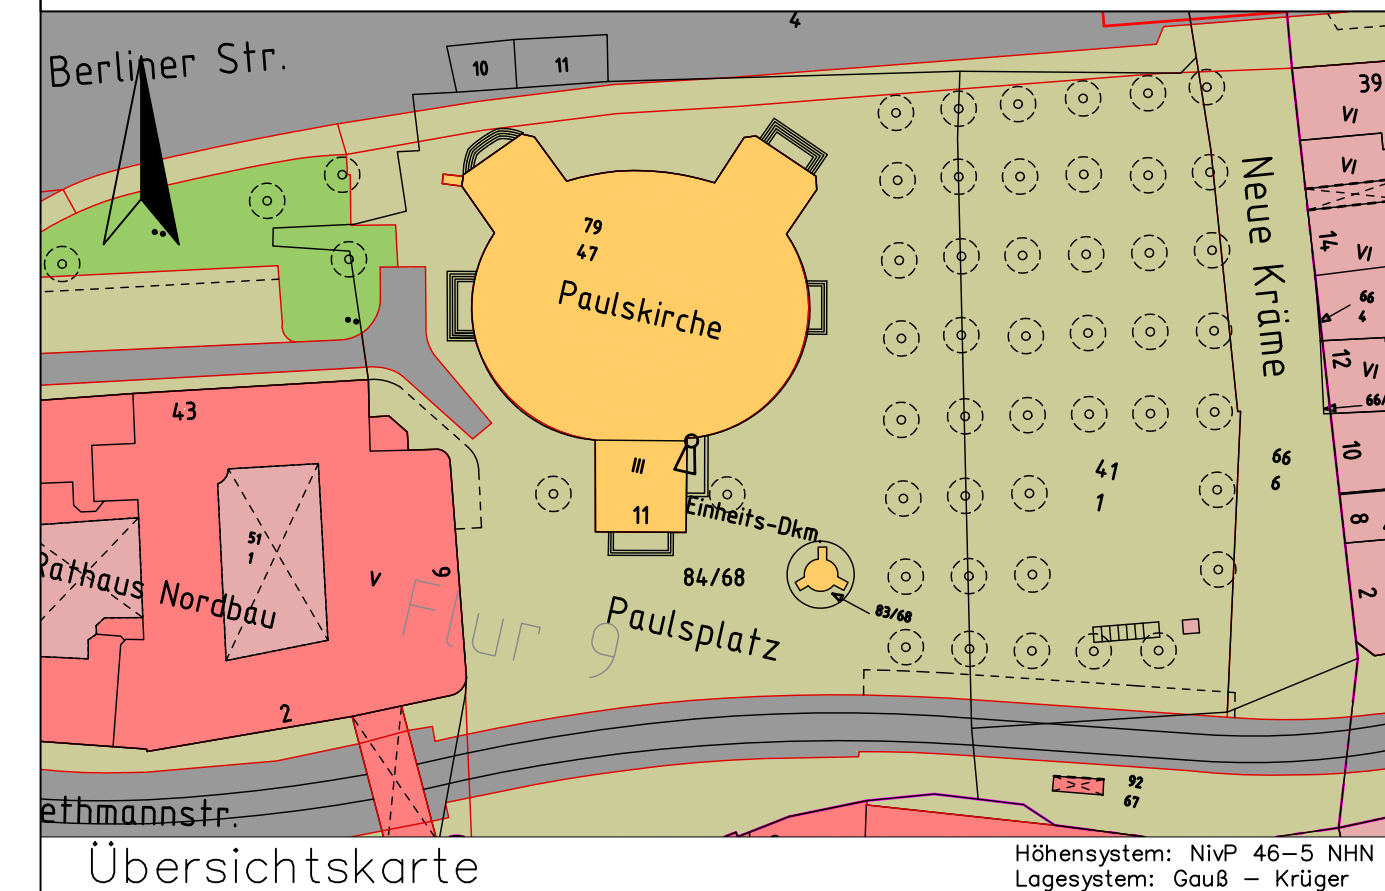 4
Berliner Str.
10
11
39
VI
VI
Neue Kräme
79
47
14
VI
Paulskirche
66
4
12
VI
66/
43
III
41
1
66
6
10
11
Einheits-Dkm.
8
51
1
Rathaus Nordbau
V
9
Flur 9
84/68
83/68
2
Paulsplatz
2
92
67
ethmannstr.
Übersichtskarte
Höhensystem: NivP 46-5 NHN
Lagesystem: Gauß - Krüger